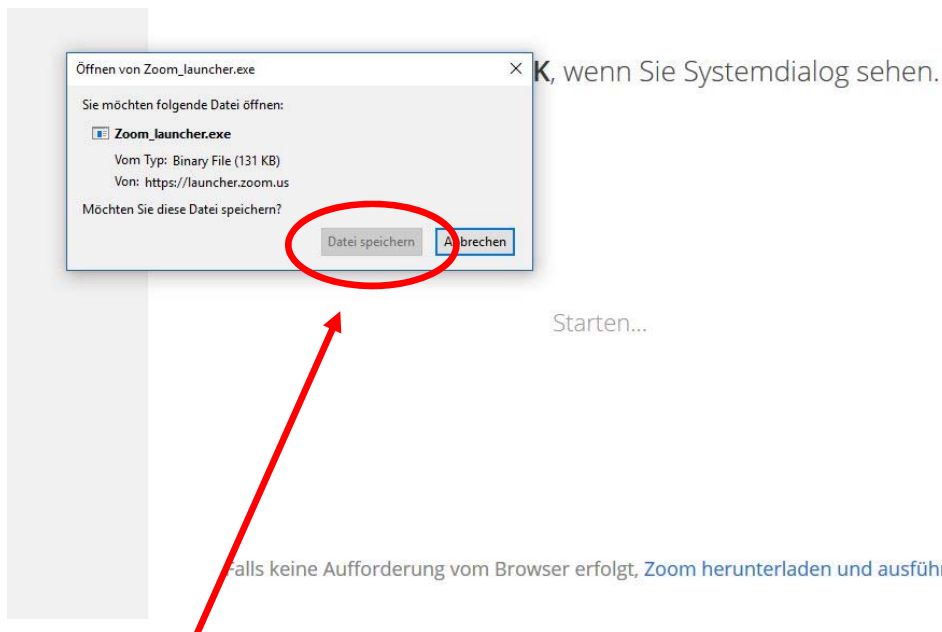 Öffnen von Zoom_launcher.exe
K, wenn Sie Systemdialog sehen.
Sie möchten folgende Datei öffnen:
Zoom_launcher.exe
Vom Typ: Binary File (131 KB)
Von: https://launcher.zoom.us
Möchten Sie diese Datei speichern?
Datei speichern Abbrechen
Starten...
Falls keine Aufforderung vom Browser erfolgt, Zoom herunterladen und ausführ